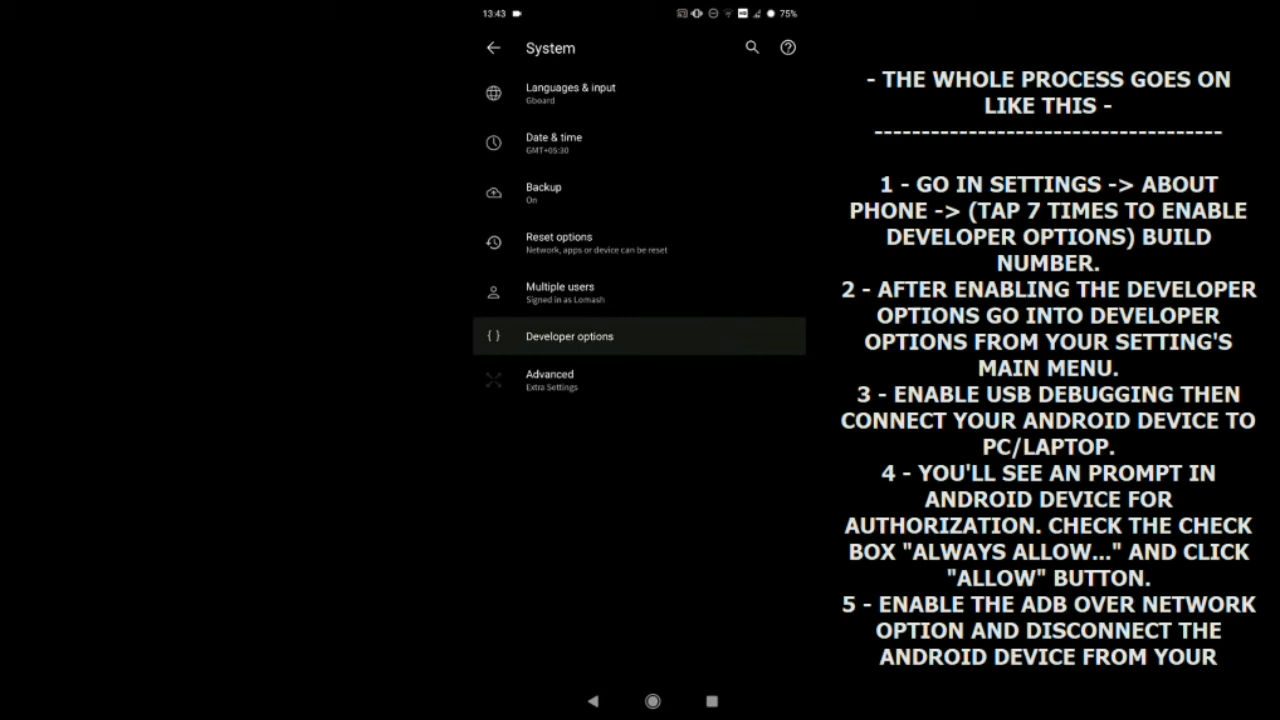 13:43
75%
System
Languages & input
Gboard
Date & time
GMT+05:30
Backup
On
Reset options
Network, apps or device can be reset
Multiple users
Signed in as Lomash
{ } Developer options
Advanced
Extra Settings
- THE WHOLE PROCESS GOES ON
LIKE THIS -
------------------------------------
1 - GO IN SETTINGS -> ABOUT
PHONE -> (TAP 7 TIMES TO ENABLE
DEVELOPER OPTIONS) BUILD
NUMBER.
2 - AFTER ENABLING THE DEVELOPER
OPTIONS GO INTO DEVELOPER
OPTIONS FROM YOUR SETTING'S
MAIN MENU.
3 - ENABLE USB DEBUGGING THEN
CONNECT YOUR ANDROID DEVICE TO
PC/LAPTOP.
4 - YOU'LL SEE AN PROMPT IN
ANDROID DEVICE FOR
AUTHORIZATION. CHECK THE CHECK
BOX "ALWAYS ALLOW..." AND CLICK
"ALLOW" BUTTON.
5 - ENABLE THE ADB OVER NETWORK
OPTION AND DISCONNECT THE
ANDROID DEVICE FROM YOUR